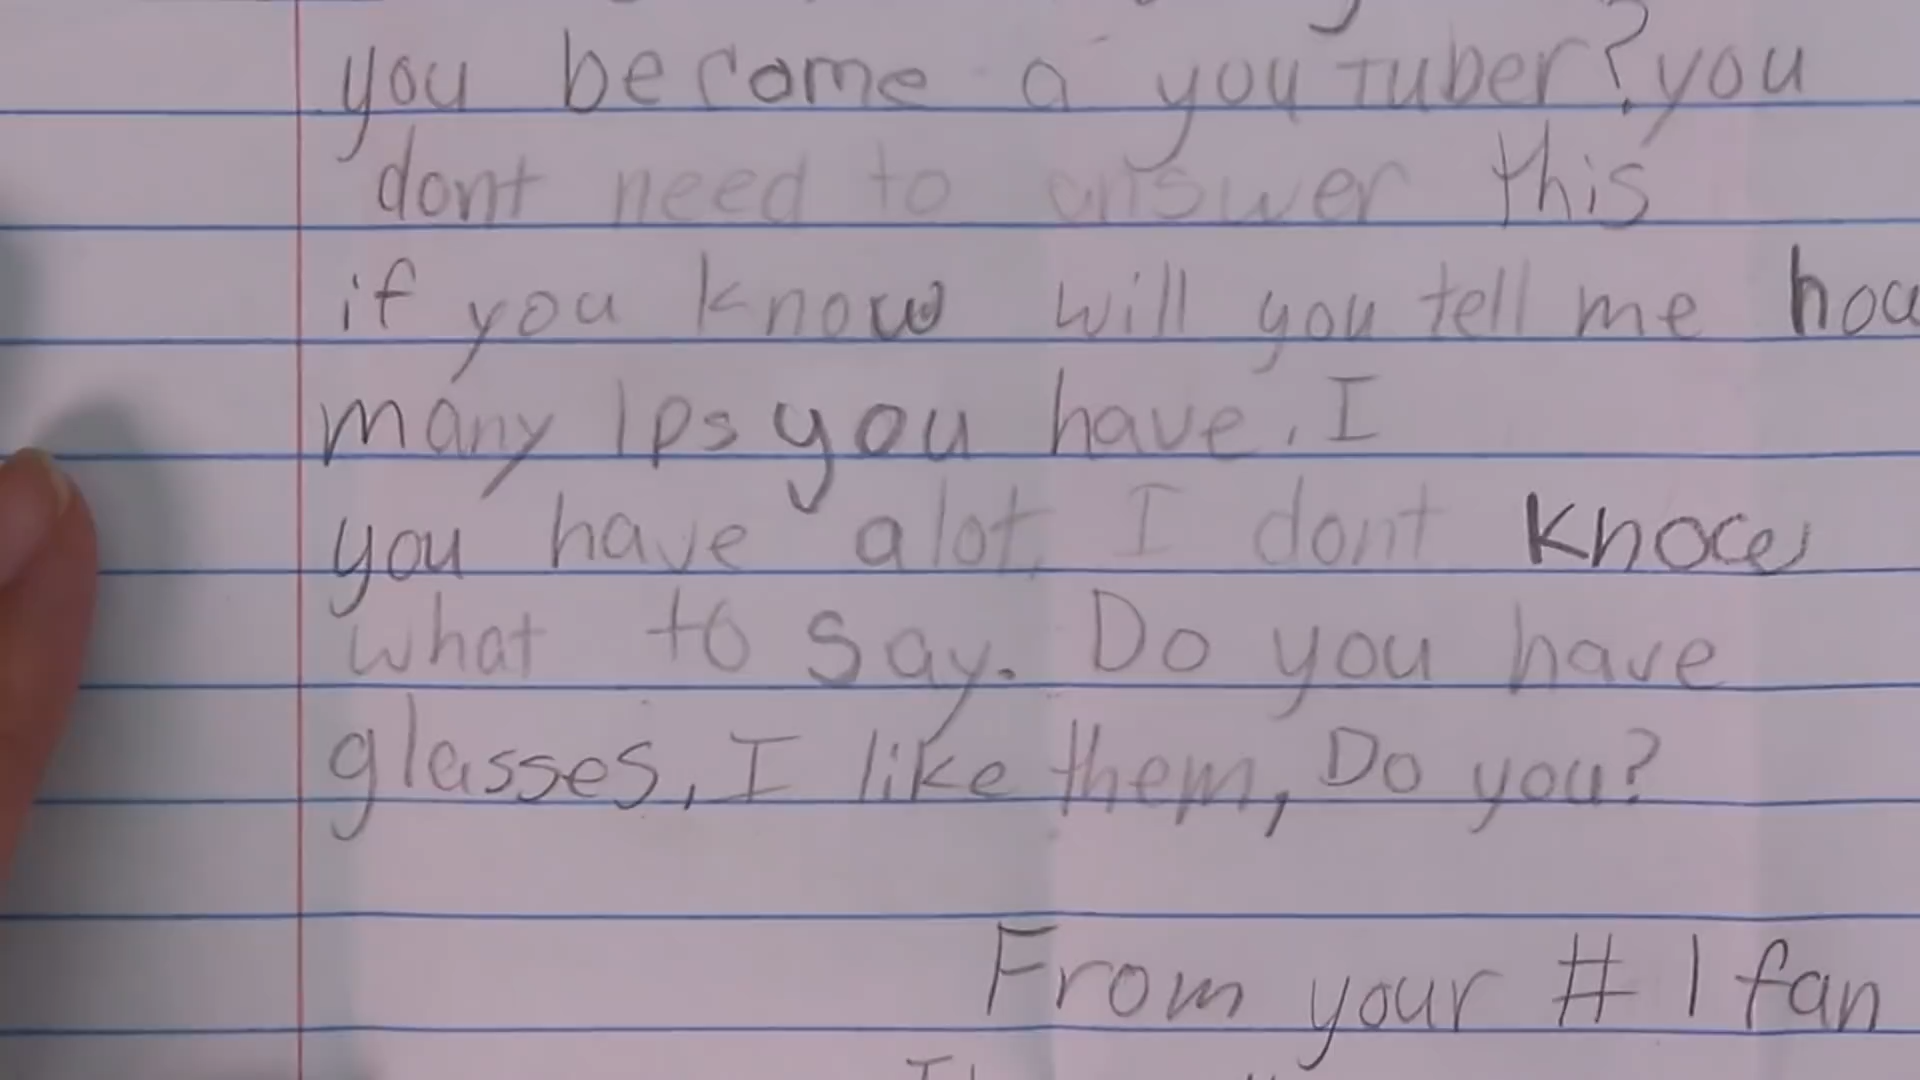 you become a youTuber? you
dont need to answer this
if you know will you tell me how
many lps you have, I
you have alot. I dont know
what to say. Do you have
glasses, I like them, Do you?
From your # 1 fan